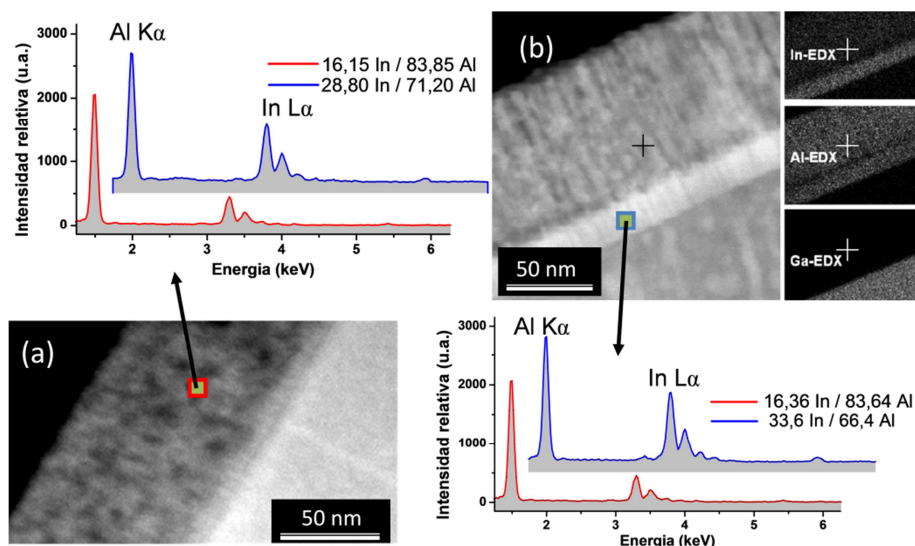 Al Kα
16,15 In / 83,85 Al
28,80 In / 71,20 Al
In Lα
Intensidad relativa (u.a.)
3000
2000
1000
0
2
3
4
5
6
Energia (keV)
(b)
50 nm
In-EDX
Al-EDX
Ga-EDX
(a)
50 nm
Al Kα
In Lα
16,36 In / 83,64 Al
33,6 In / 66,4 Al
Intensidad relativa (u.a.)
3000
2000
1000
0
2
3
4
5
6
Energia (keV)